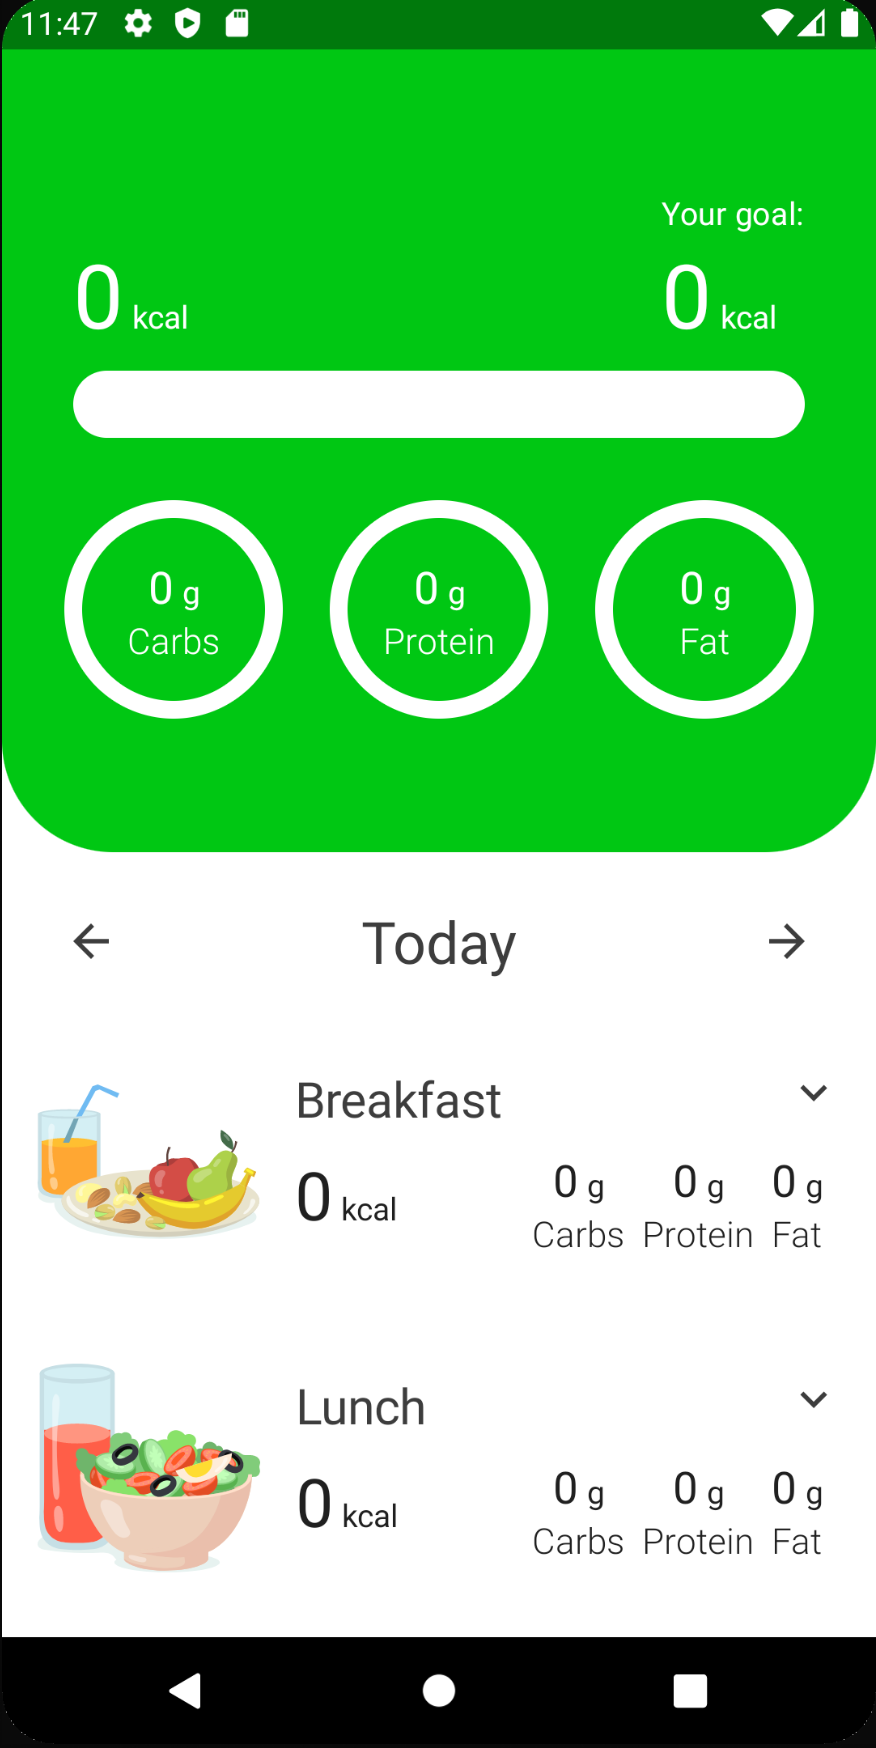 11:47
Your goal:
0 kcal
0 kcal
0 g
Carbs
0 g
Protein
0 g
Fat
Today
Breakfast
0 kcal
0 g
Carbs
0 g
Protein
0 g
Fat
Lunch
0 kcal
0 g
Carbs
0 g
Protein
0 g
Fat